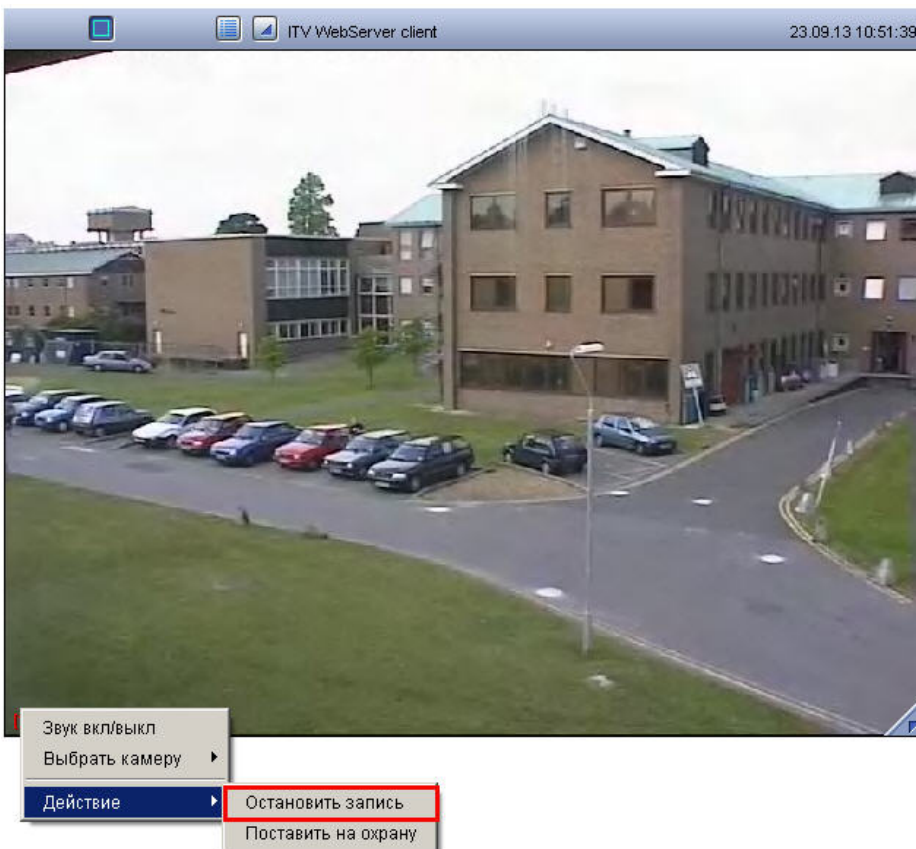 ITV WebServer client
23.09.13 10:51:39
Звук вкл/выкл
Выбрать камеру
Действие
Остановить запись
Поставить на охрану